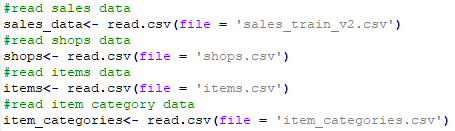 #read sales data
sales_data<- read.csv(file = 'sales_train_v2.csv')
#read shops data
shops<- read.csv(file = 'shops.csv')
#read items data
items<- read.csv(file = 'items.csv')
#read item category data
item_categories<- read.csv(file = 'item_categories.csv')